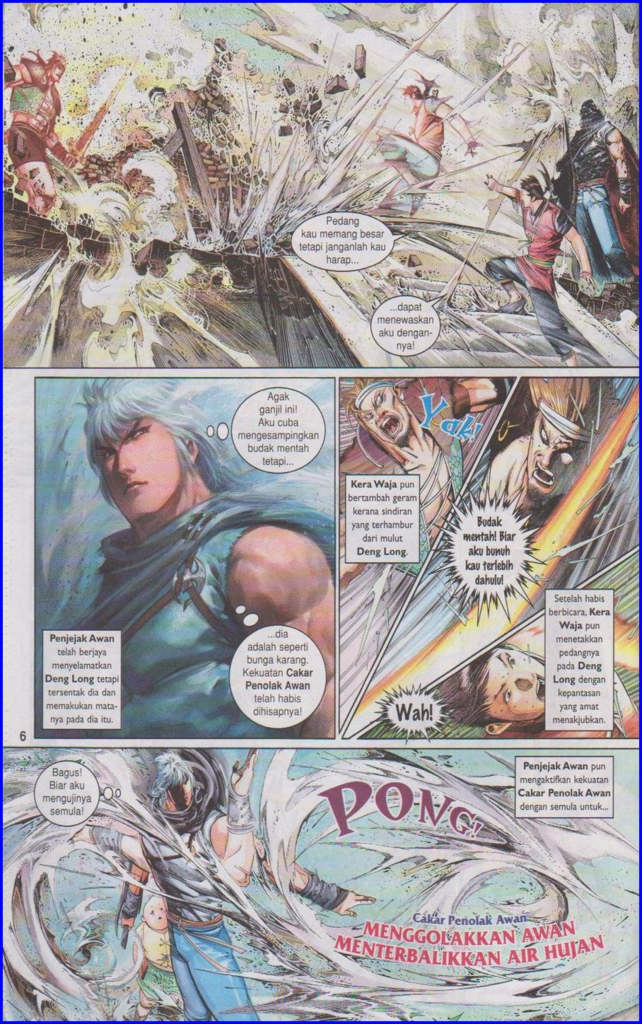 Pedang
kau memang besar
tetapi janganlah kau
harap...
...dapat
menewaskan
aku dengan-
nya!
Agak
ganjil ini!
Aku cuba
mengesampingkan
budak mentah
tetapi...
Penjejak Awan
telah berjaya
menyelamatkan
Deng Long tetapi
tersentak dia dan
memakukan mata-
nya pada dia itu.
...dia
adalah seperti
bunga karang.
Kekuatan Cakar
Penolak Awan
telah habis
dihisapnya!
Yak!
Kera Waja pun
bertambah geram
kerana sindiran
yang terhambur
dari mulut
Deng Long.
Budak
mentah! Biar
aku bunuh
kau terlebih
dahulu!
Setelah habis
berbicara, Kera
Waja pun
menetakkan
pedangnya
pada Deng
Long dengan
kepantasan
yang amat
menakjubkan.
Wah!
6
Bagus!
Biar aku
mengujinya
semula!
Penjejak Awan pun
mengaktifkan kekuatan
Cakar Penolak Awan
dengan semula untuk...
PONG!
Cakar Penolak Awan
MENGGOLAKKAN AWAN
MENTERBALIKKAN AIR HUJAN